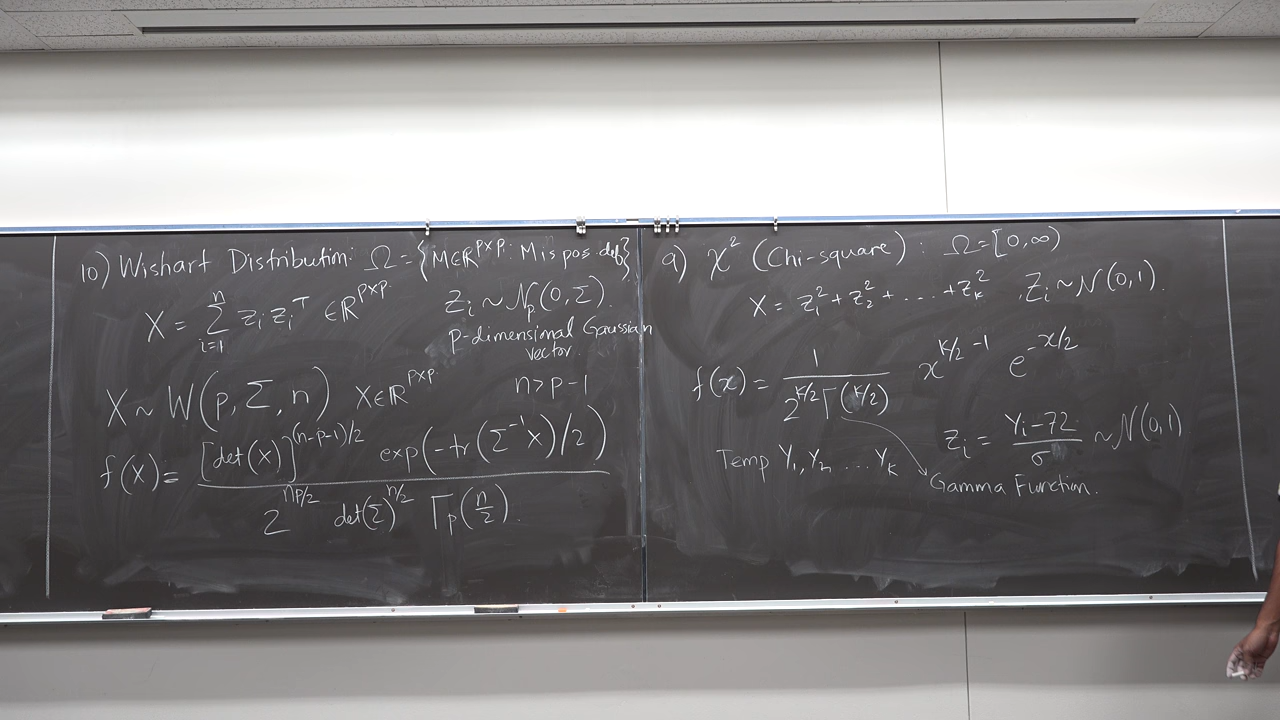 10) Wishart Distribution: Ω = {M∈ℝ^{p×p}: M is pos-def}
X = Σ_{i=1}^{n} z_i z_i^T ∈ℝ^{p×p}
Z_i ~ N_p(0,Σ).
p-dimensional Gaussian
vector.
X ~ W(p, Σ, n) X∈ℝ^{p×p}
n > p-1
f(X) = [det(X)]^{(n-p-1)/2} exp(-tr(Σ^{-1}X)/2) / 2^{np/2} det(Σ)^{n/2} Γ_p(n/2).
9) χ² (Chi-square) : Ω = [0,∞)
X = Z_1² + Z_2² + .... + Z_k² , Z_i ~ N(0,1).
f(x) = 1 / 2^{k/2} Γ(k/2) x^{k/2 -1} e^{-x/2}
Z_i = Y_i-72 / σ ~ N(0,1)
Temp Y_1, Y_2, ... Y_k
Gamma Function.